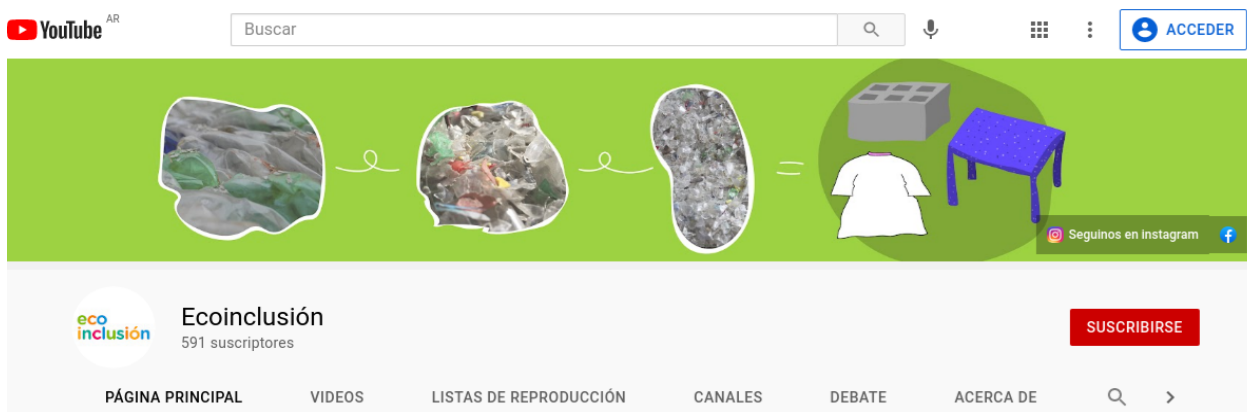 YouTube AR
Buscar
ACCEDER
Seguinos en instagram
eco
inclusión
Ecoinclusión
591 suscriptores
SUSCRIBIRSE
PÁGINA PRINCIPAL VIDEOS LISTAS DE REPRODUCCIÓN CANALES DEBATE ACERCA DE